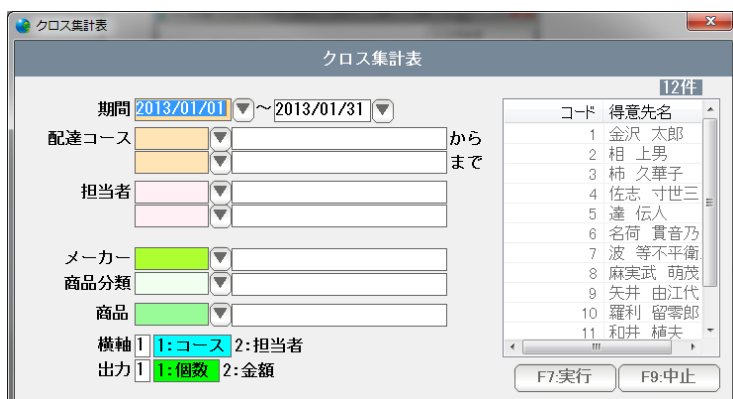 クロス集計表
クロス集計表
12件
期間 2013/01/01 ～ 2013/01/31
配達コース から
まで
担当者
メーカー
商品分類
商品
横軸 1 1:コース 2:担当者
出力 1 1:個数 2:金額
コード 得意先名
1 金沢 太郎
2 相 上男
3 柿 久華子
4 佐志 寸世三
5 達 伝人
6 名荷 貫音乃
7 波 等不平衛
8 麻実武 萌茂
9 矢井 由江代
10 羅利 留零郎
11 和井 植夫
F7:実行 F9:中止